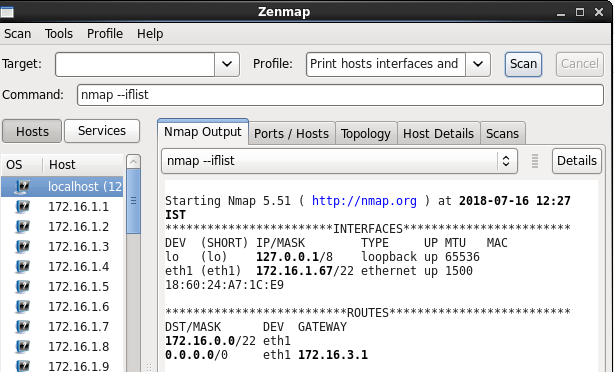 Zenmap
Scan Tools Profile Help
Target: Profile: Print hosts interfaces and Scan Cancel
Command: nmap --iflist
Hosts Services
Nmap Output Ports / Hosts Topology Host Details Scans
OS Host
nmap --iflist Details
localhost (12
172.16.1.1
172.16.1.2
172.16.1.3
172.16.1.4
172.16.1.5
172.16.1.6
172.16.1.7
172.16.1.8
172.16.1.9
Starting Nmap 5.51 ( http://nmap.org ) at 2018-07-16 12:27
IST
************************INTERFACES************************
DEV (SHORT) IP/MASK TYPE UP MTU MAC
lo (lo) 127.0.0.1/8 loopback up 65536
eth1 (eth1) 172.16.1.67/22 ethernet up 1500
18:60:24:A7:1C:E9
**************************ROUTES**************************
DST/MASK DEV GATEWAY
172.16.0.0/22 eth1
0.0.0.0/0 eth1 172.16.3.1